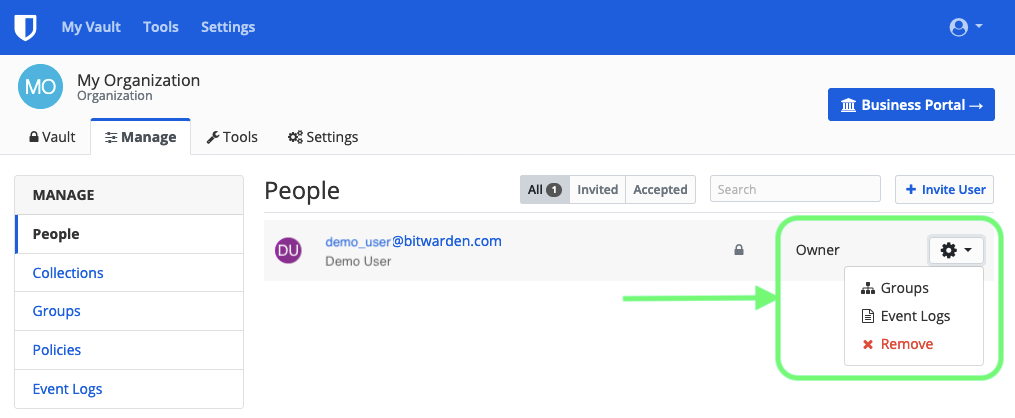 My Vault Tools Settings
MO
My Organization
Organization
Business Portal →
Vault Manage Tools Settings
MANAGE
People
Collections
Groups
Policies
Event Logs
People
All 1 Invited Accepted
Search
+ Invite User
DU
demo_user@bitwarden.com
Demo User
Owner
Groups
Event Logs
Remove